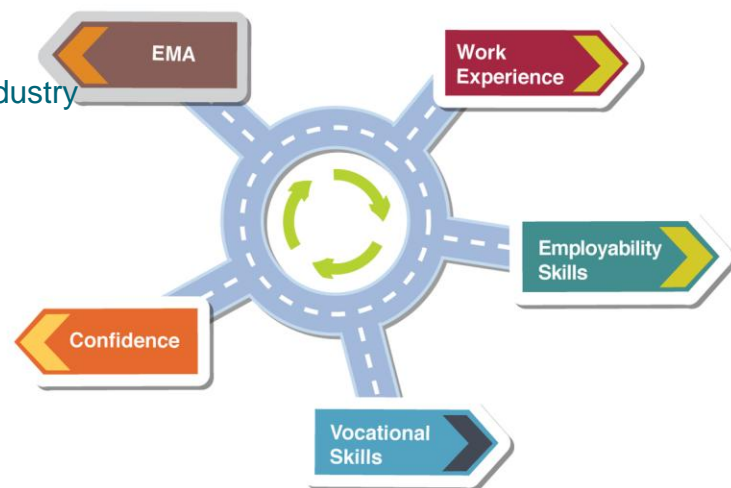 EMA
Work
Experience
dustry
Employability
Skills
Confidence
Vocational
Skills